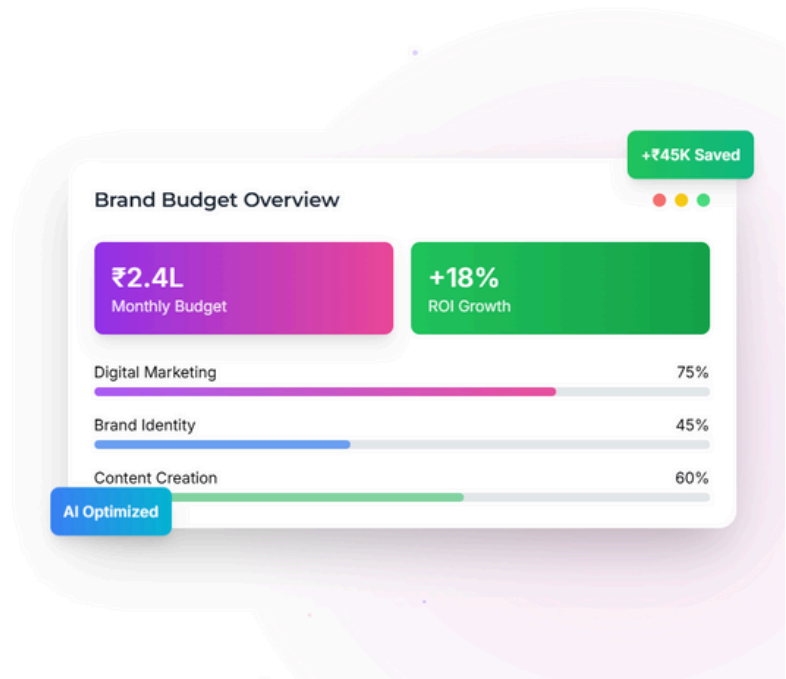 +₹45K Saved
Brand Budget Overview
₹2.4L
Monthly Budget
+18%
ROI Growth
Digital Marketing 75%
Brand Identity 45%
Content Creation 60%
AI Optimized